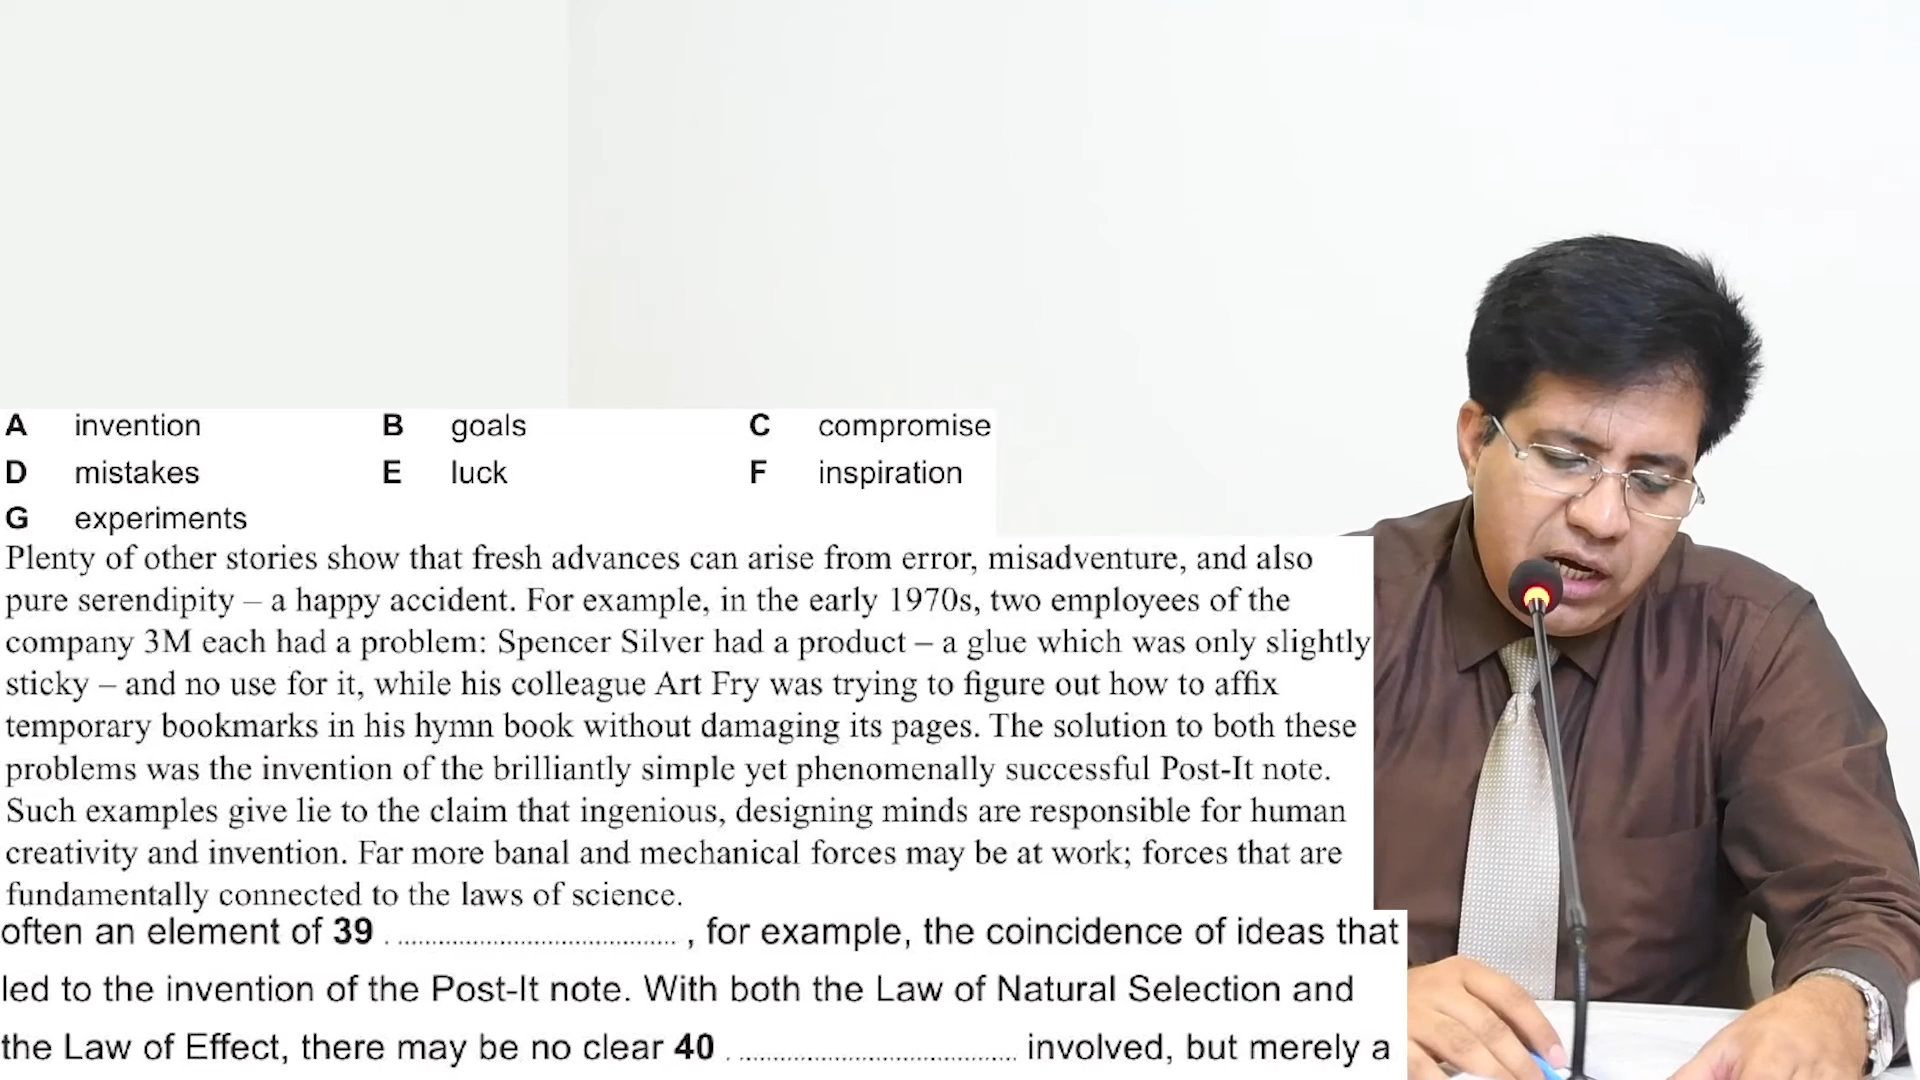 A invention B goals C compromise
D mistakes E luck F inspiration
G experiments
Plenty of other stories show that fresh advances can arise from error, misadventure, and also
pure serendipity – a happy accident. For example, in the early 1970s, two employees of the
company 3M each had a problem: Spencer Silver had a product – a glue which was only slightly
sticky – and no use for it, while his colleague Art Fry was trying to figure out how to affix
temporary bookmarks in his hymn book without damaging its pages. The solution to both these
problems was the invention of the brilliantly simple yet phenomenally successful Post-It note.
Such examples give lie to the claim that ingenious, designing minds are responsible for human
creativity and invention. Far more banal and mechanical forces may be at work; forces that are
fundamentally connected to the laws of science.
often an element of 39 ........................................ , for example, the coincidence of ideas that
led to the invention of the Post-It note. With both the Law of Natural Selection and
the Law of Effect, there may be no clear 40 ........................................ involved, but merely a